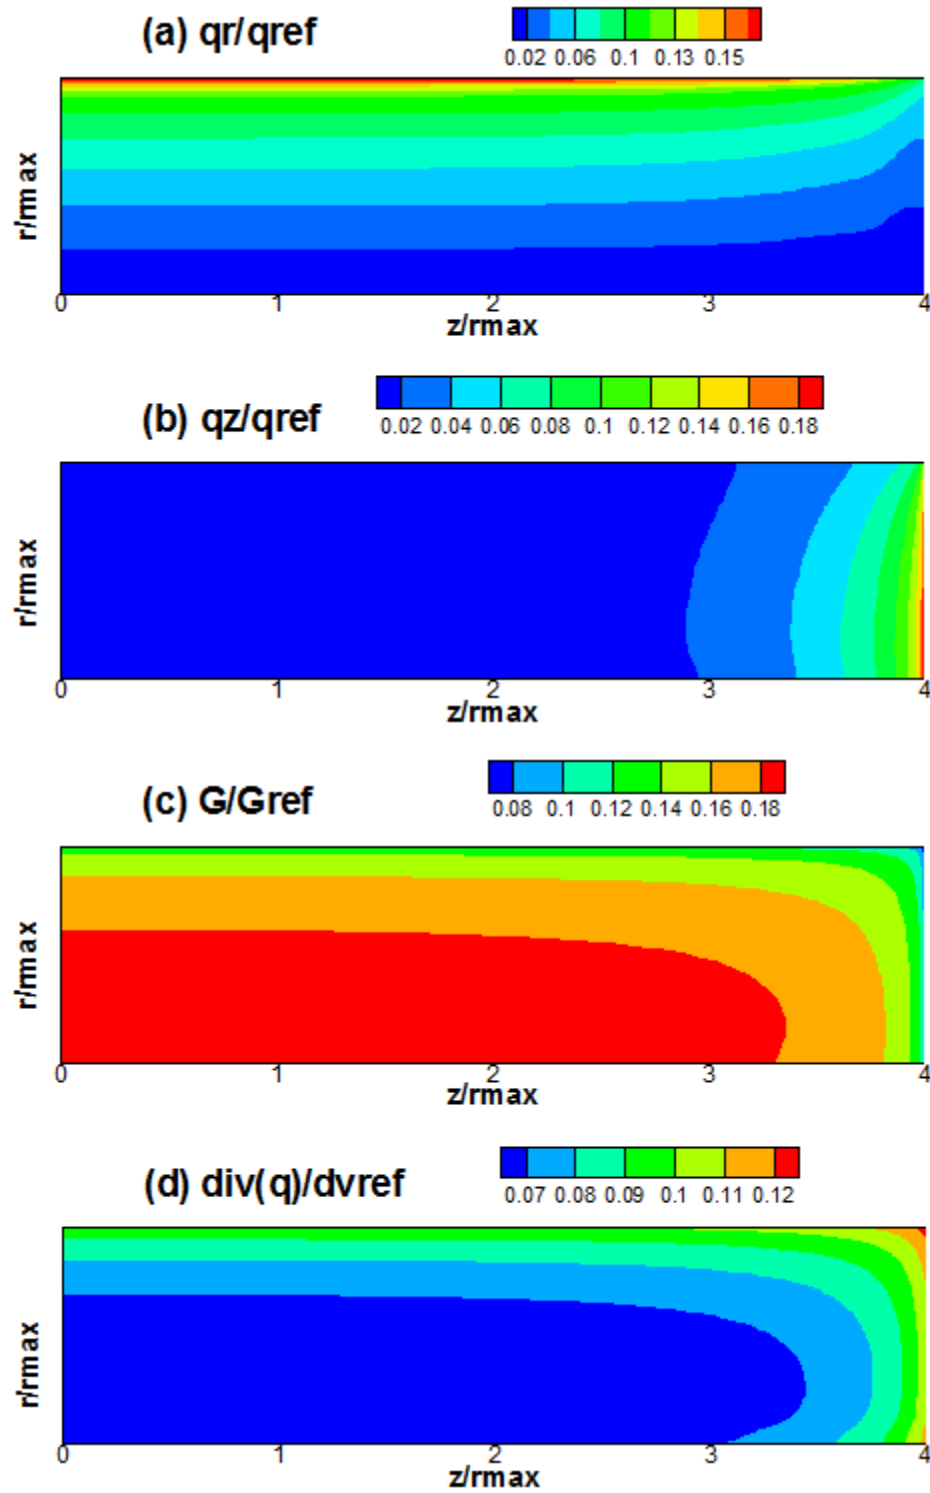 (a) qr/qref
0.02 0.06 0.1 0.13 0.15
r/rmax
0 1 2 3 4
z/rmax
(b) qz/qref
0.02 0.04 0.06 0.08 0.1 0.12 0.14 0.16 0.18
r/rmax
0 1 2 3 4
z/rmax
(c) G/Gref
0.08 0.1 0.12 0.14 0.16 0.18
r/rmax
0 1 2 3 4
z/rmax
(d) div(q)/dvref
0.07 0.08 0.09 0.1 0.11 0.12
r/rmax
0 1 2 3 4
z/rmax